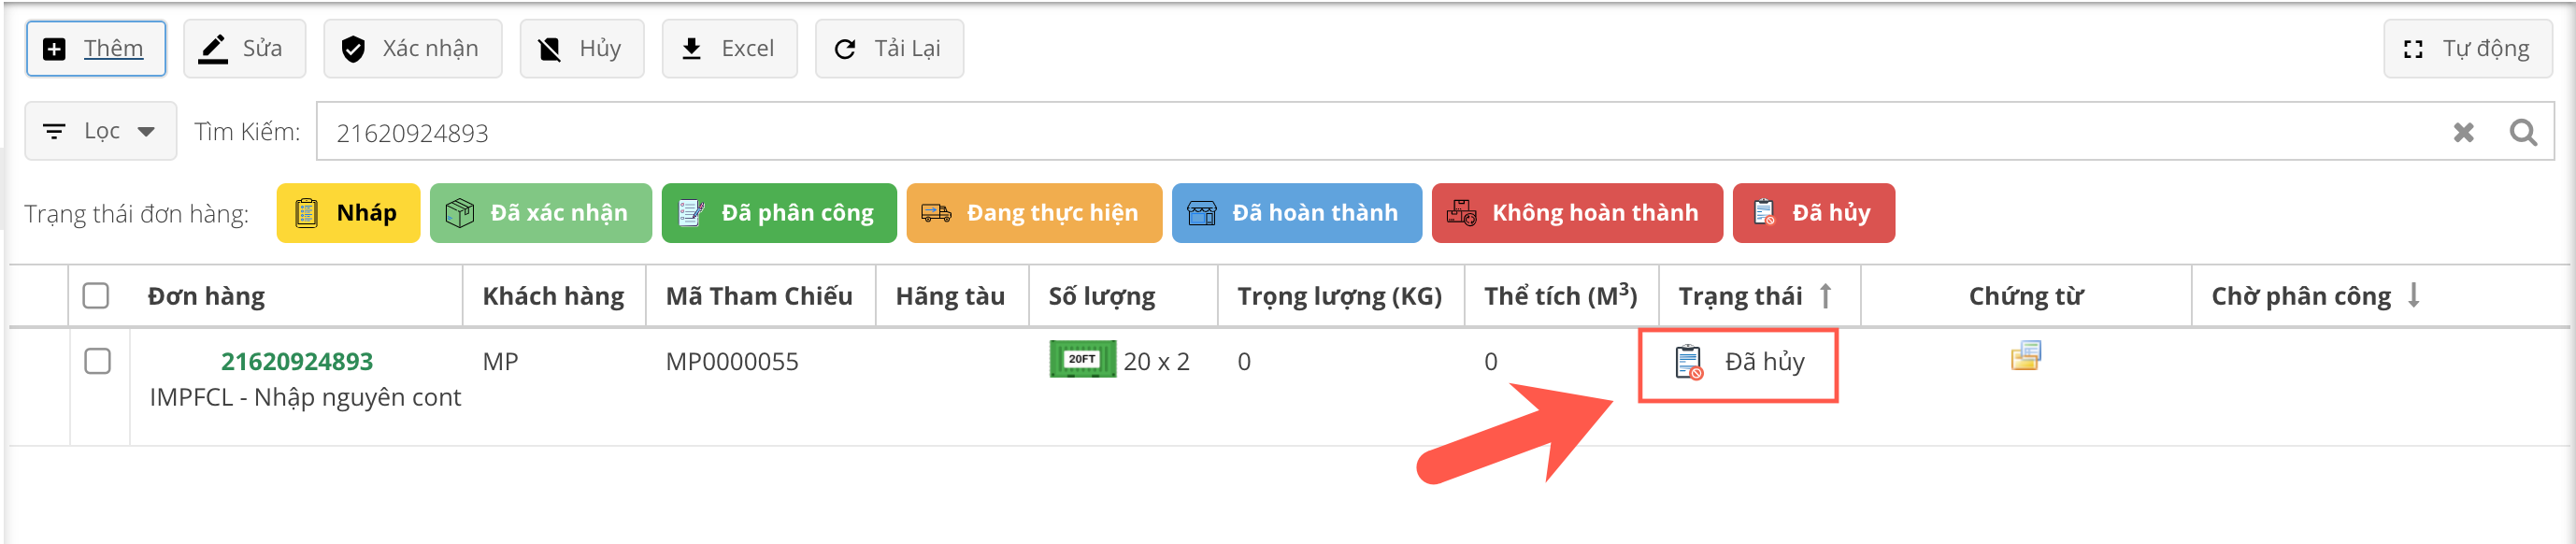 Thêm Sửa Xác nhận Hủy Excel Tải Lại Tự động
Lọc Tìm Kiếm: 21620924893
Trạng thái đơn hàng: Nháp Đã xác nhận Đã phân công Đang thực hiện Đã hoàn thành Không hoàn thành Đã hủy
Đơn hàng Khách hàng Mã Tham Chiếu Hãng tàu Số lượng Trọng lượng (KG) Thể tích (M³) Trạng thái Chứng từ Chờ phân công
21620924893 MP MP0000055 20FT 20 x 2 0 0 Đã hủy
IMPFCL - Nhập nguyên cont